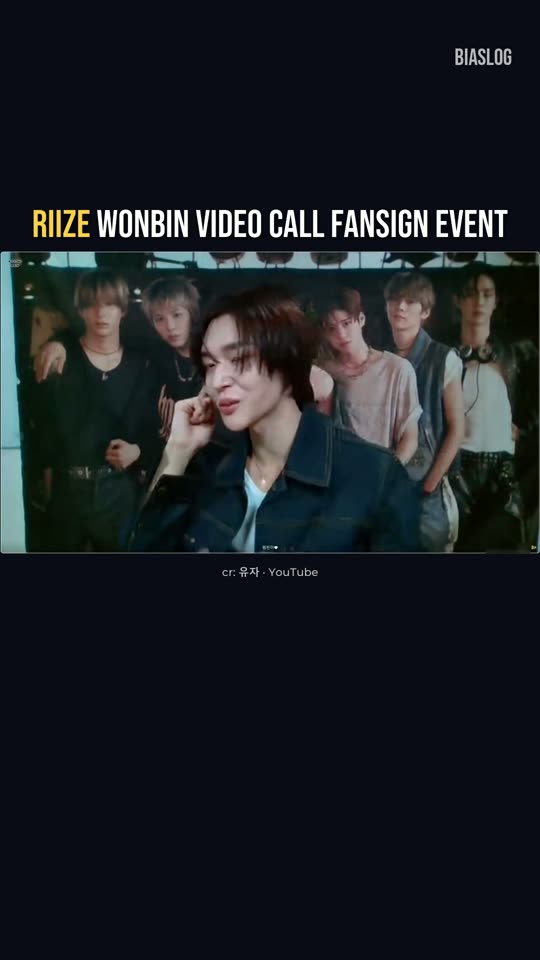 BIASLOG
RIIZE WONBIN VIDEO CALL FANSIGN EVENT
cr: 유자 · YouTube